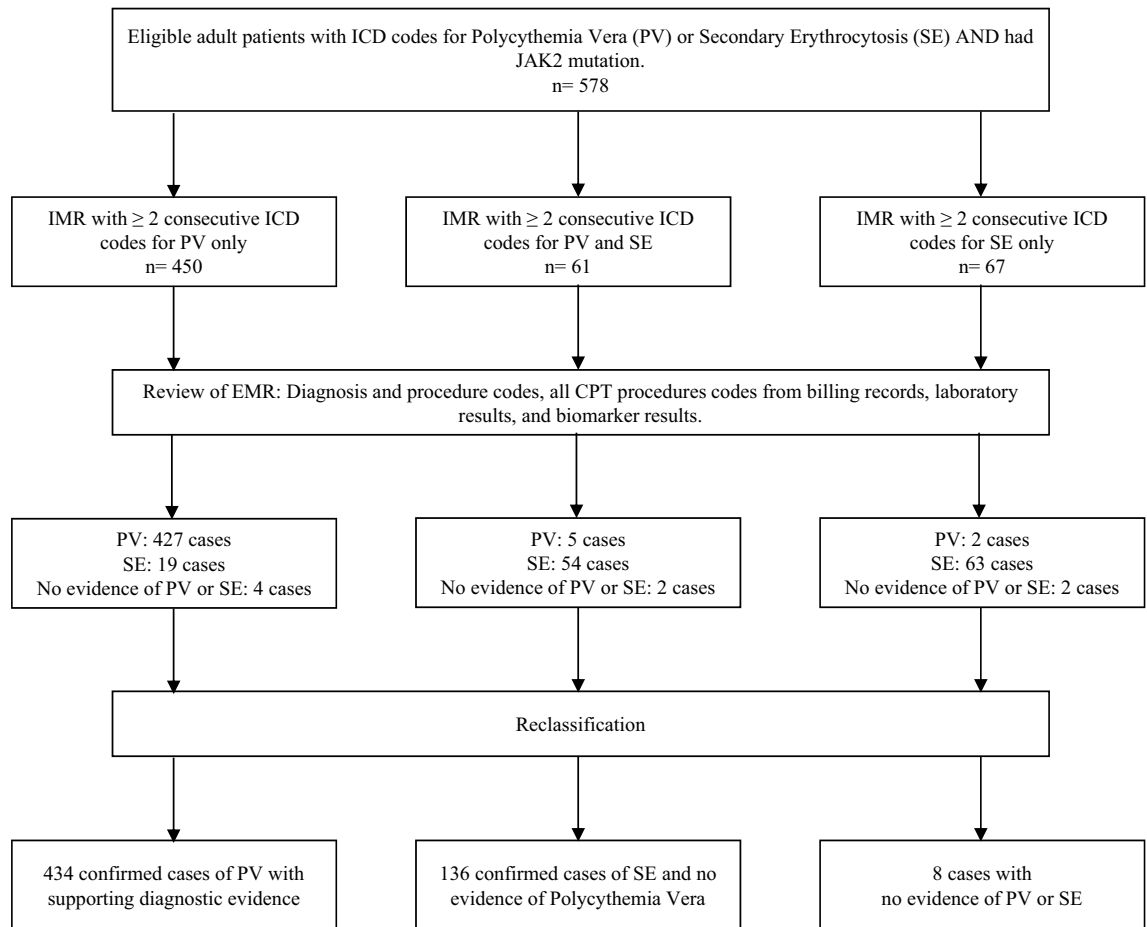 Eligible adult patients with ICD codes for Polycythemia Vera (PV) or Secondary Erythrocytosis (SE) AND had
JAK2 mutation.
n= 578
IMR with ≥ 2 consecutive ICD
codes for PV only
n= 450
IMR with ≥ 2 consecutive ICD
codes for PV and SE
n= 61
IMR with ≥ 2 consecutive ICD
codes for SE only
n= 67
Review of EMR: Diagnosis and procedure codes, all CPT procedures codes from billing records, laboratory
results, and biomarker results.
PV: 427 cases
SE: 19 cases
No evidence of PV or SE: 4 cases
PV: 5 cases
SE: 54 cases
No evidence of PV or SE: 2 cases
PV: 2 cases
SE: 63 cases
No evidence of PV or SE: 2 cases
Reclassification
434 confirmed cases of PV with
supporting diagnostic evidence
136 confirmed cases of SE and no
evidence of Polycythemia Vera
8 cases with
no evidence of PV or SE